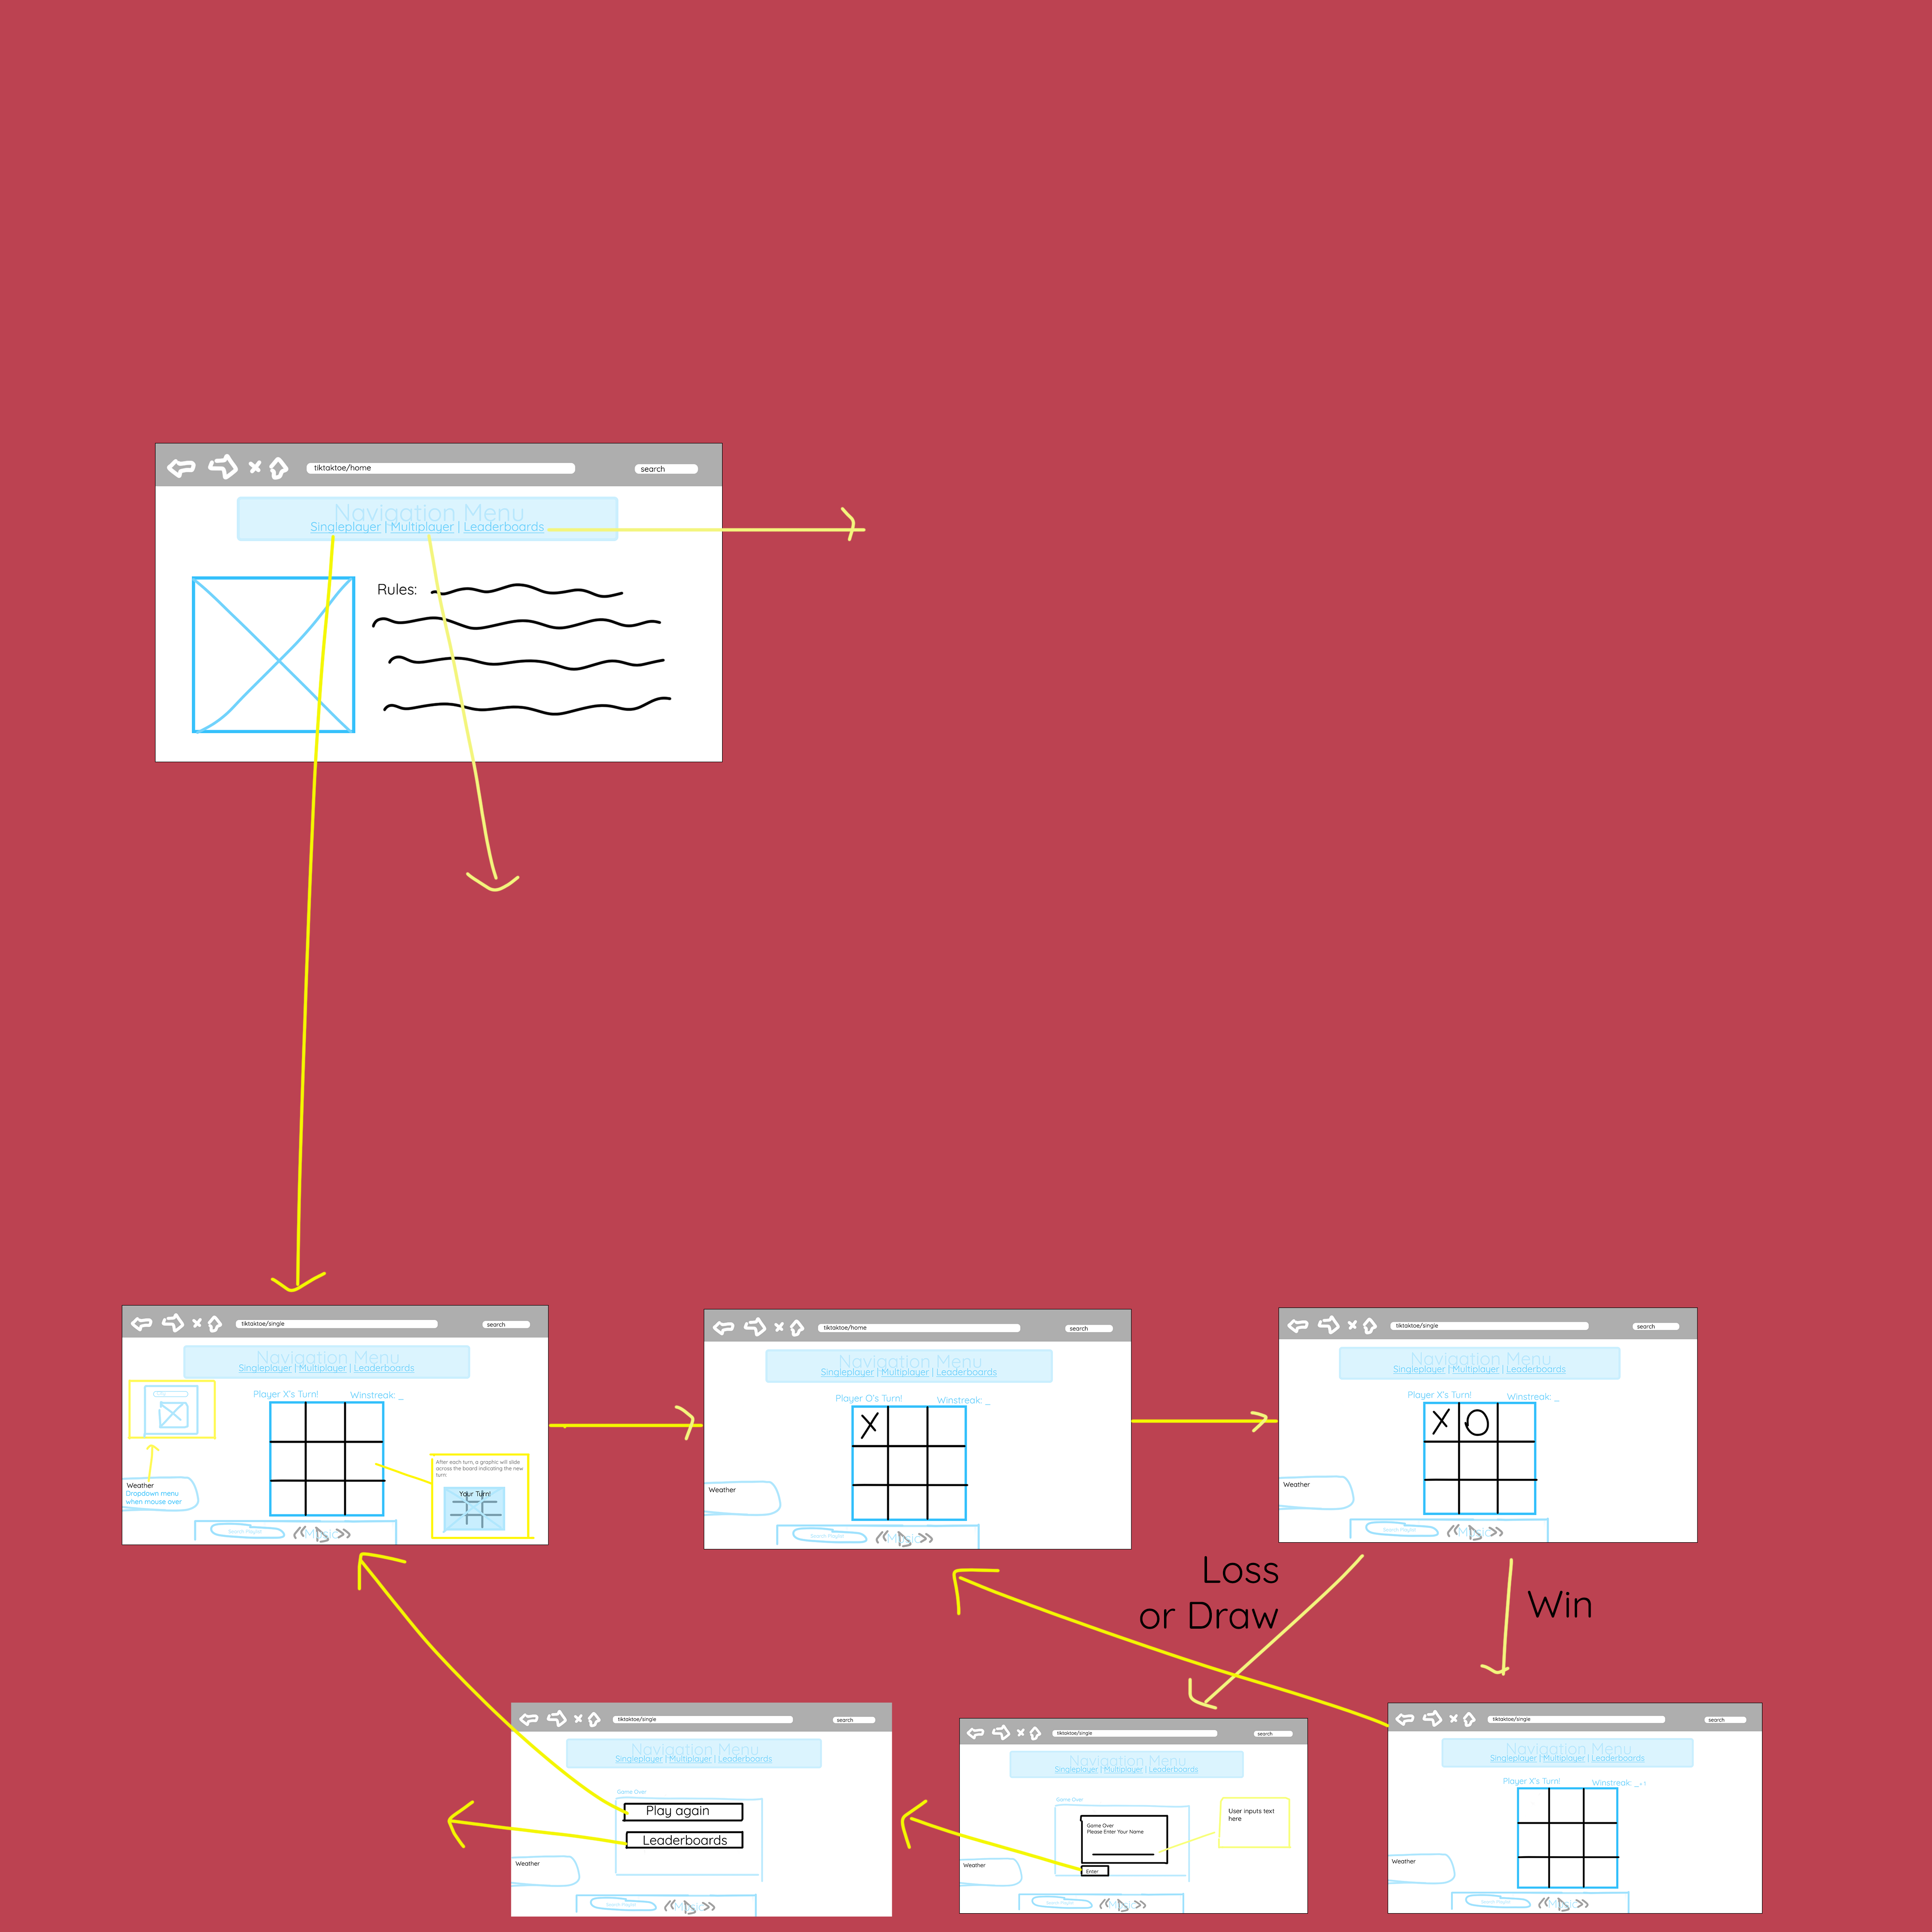 tiktaktoe/home
search
Navigation Menu
Singleplayer | Multiplayer | Leaderboards
Rules:
tiktaktoe/single
search
Navigation Menu
Singleplayer | Multiplayer | Leaderboards
Player X's Turn!
Winstreak: _
After each turn, a graphic will slide
across the board indicating the new
turn
Your Turn!
Weather
Dropdown menu
when mouse over
Search Playlist
Music
tiktaktoe/home
search
Navigation Menu
Singleplayer | Multiplayer | Leaderboards
Player O's Turn!
Winstreak: _
X
Weather
Search Playlist
Music
tiktaktoe/single
search
Navigation Menu
Singleplayer | Multiplayer | Leaderboards
Player X's Turn!
Winstreak: _
X O
Weather
Search Playlist
Music
Loss
or Draw
Win
tiktaktoe/single
search
Navigation Menu
Singleplayer | Multiplayer | Leaderboards
Game Over
Play again
Leaderboards
Weather
Search Playlist
Music
tiktaktoe/single
search
Navigation Menu
Singleplayer | Multiplayer | Leaderboards
Game Over
Game Over
Please Enter Your Name
Enter
User inputs text
here
Weather
Search Playlist
Music
tiktaktoe/single
search
Navigation Menu
Singleplayer | Multiplayer | Leaderboards
Player X's Turn!
Winstreak: _+1
Weather
Search Playlist
Music